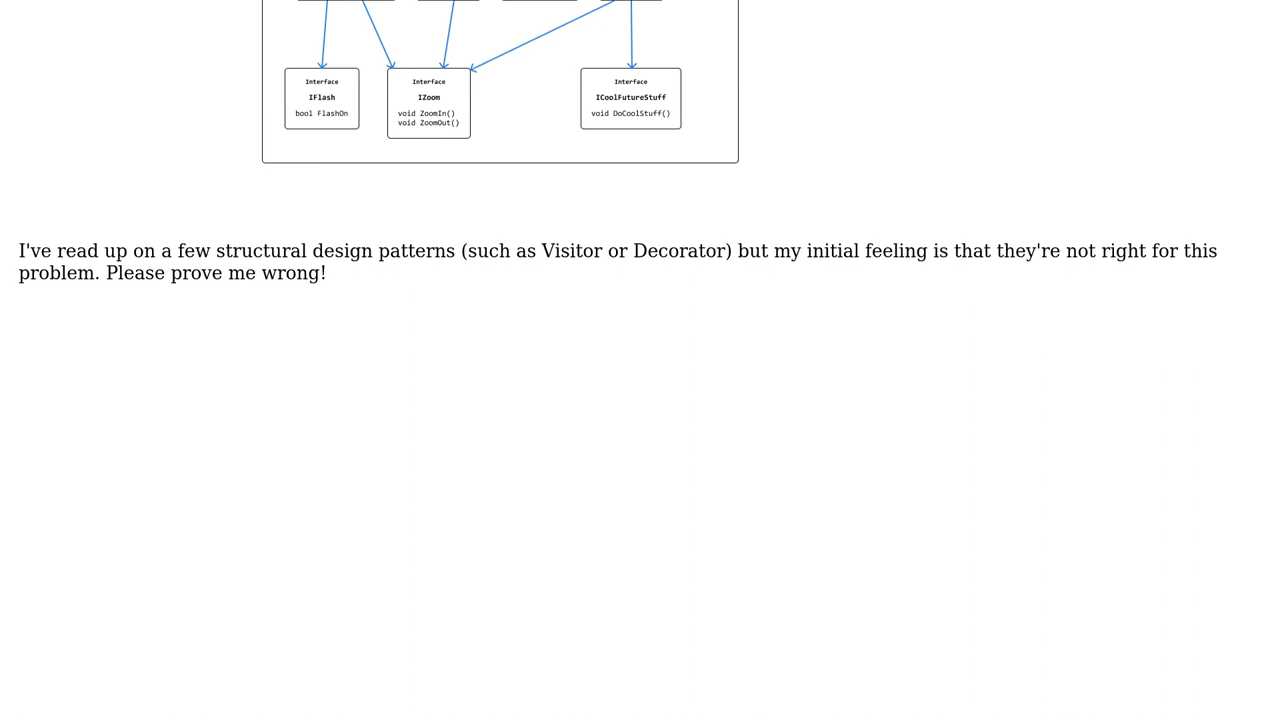 Interface
IFlash
bool FlashOn
Interface
IZoom
void ZoomIn()
void ZoomOut()
Interface
ICoolFutureStuff
void DoCoolStuff()
I've read up on a few structural design patterns (such as Visitor or Decorator) but my initial feeling is that they're not right for this
problem. Please prove me wrong!